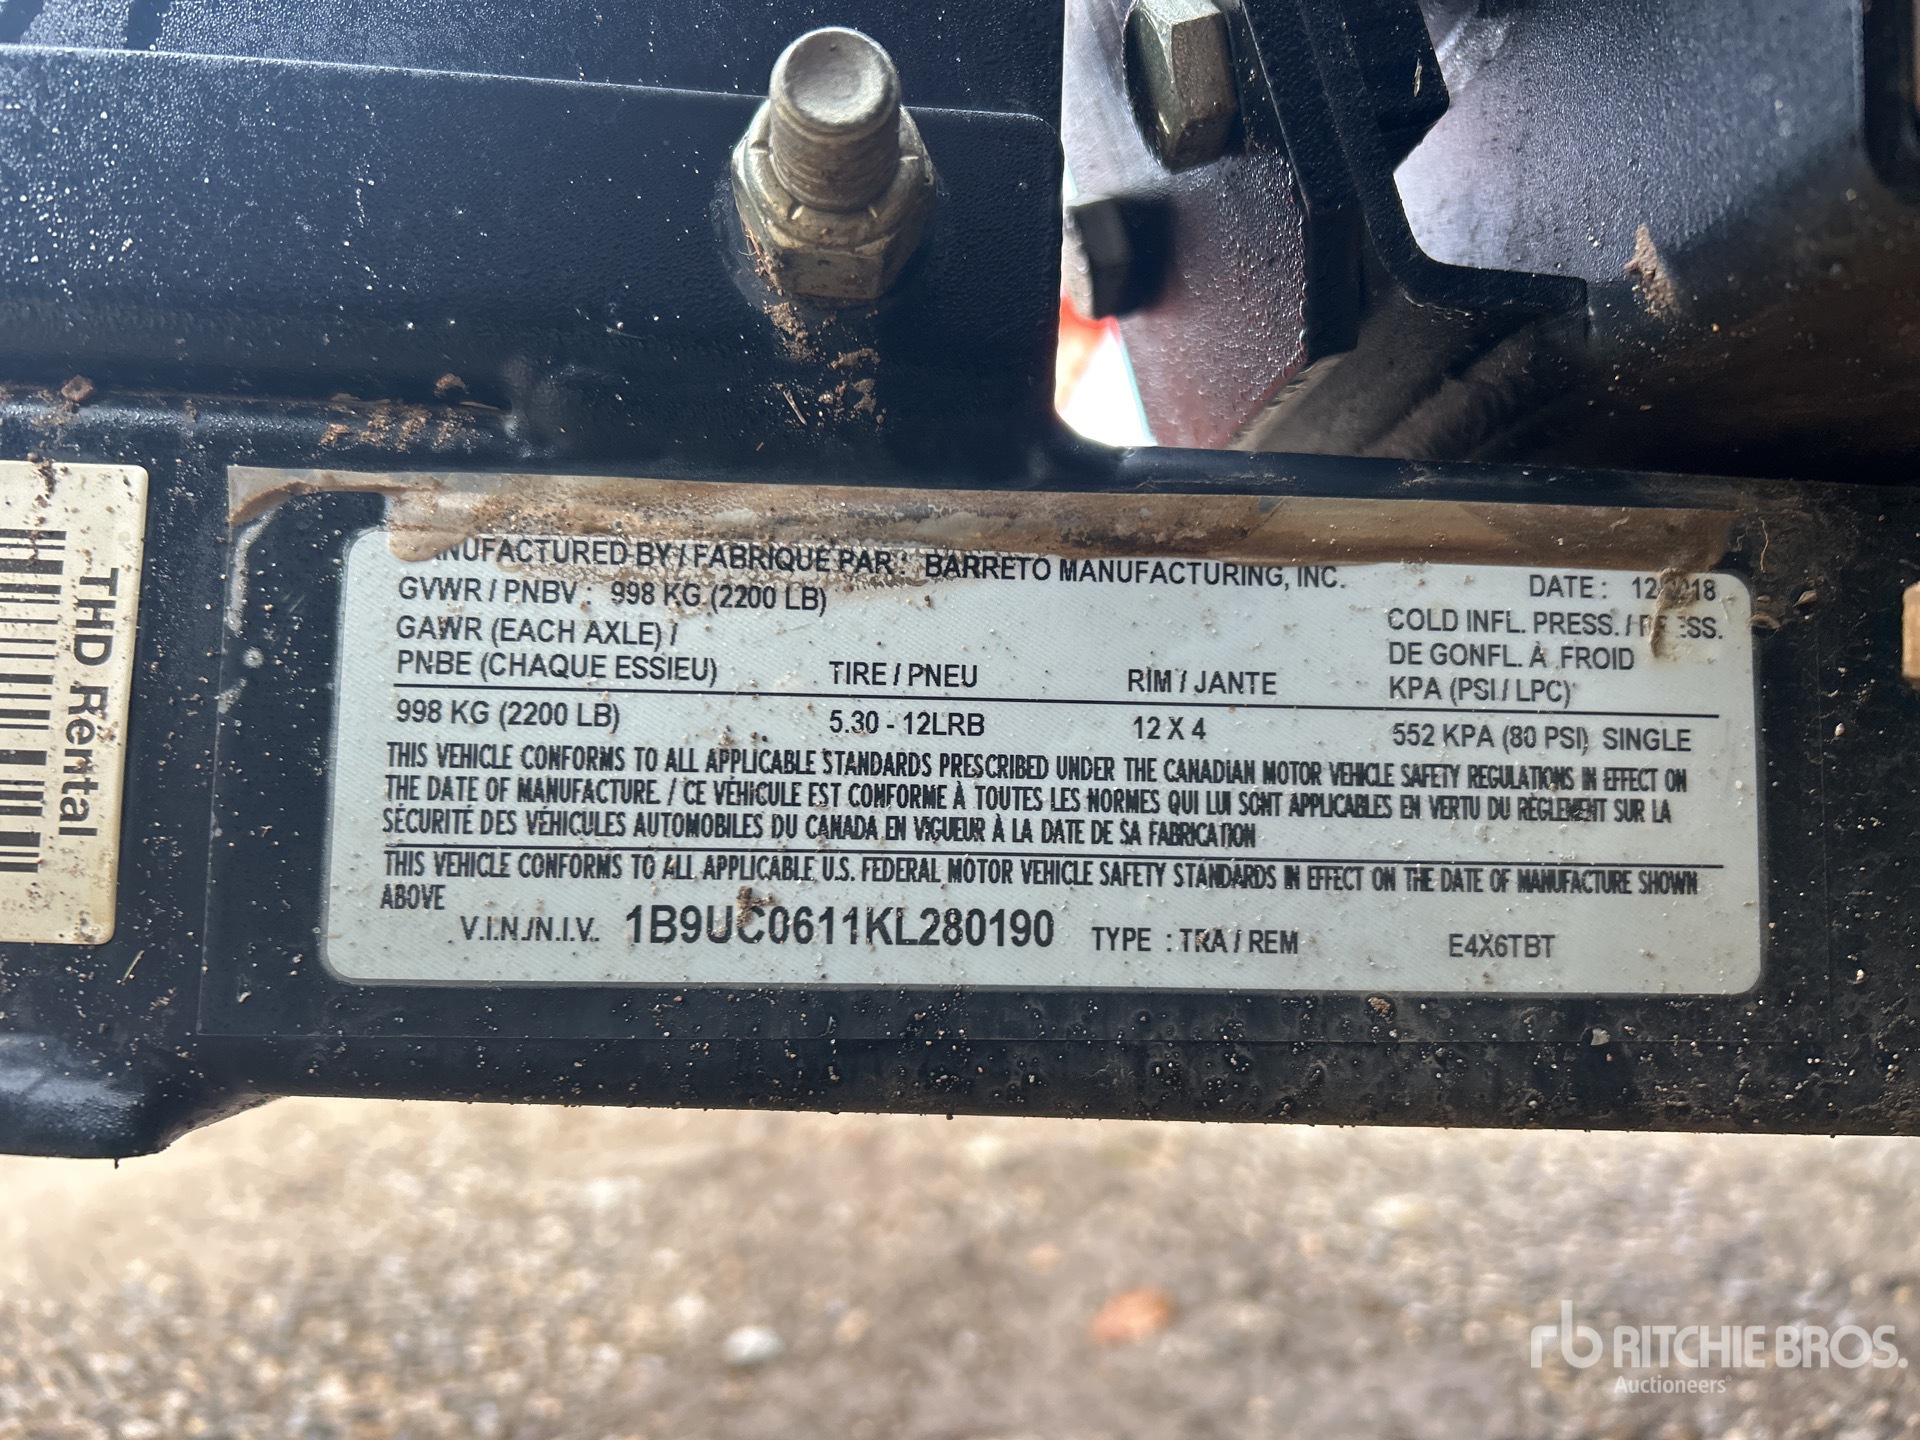 THD Rental
MANUFACTURED BY / FABRIQUE PAR : BARRETO MANUFACTURING, INC.
DATE : 12/2018
GVWR / PNBV : 998 KG (2200 LB)
GAWR (EACH AXLE) /
PNBE (CHAQUE ESSIEU)
TIRE / PNEU
RIM / JANTE
COLD INFL. PRESS. / PRESS.
DE GONFL. À FROID
KPA (PSI / LPC)
998 KG (2200 LB)
5.30 - 12LRB
12 X 4
552 KPA (80 PSI) SINGLE
THIS VEHICLE CONFORMS TO ALL APPLICABLE STANDARDS PRESCRIBED UNDER THE CANADIAN MOTOR VEHICLE SAFETY REGULATIONS IN EFFECT ON
THE DATE OF MANUFACTURE. / CE VÉHICULE EST CONFORME À TOUTES LES NORMES QUI LUI SONT APPLICABLES EN VERTU DU RÈGLEMENT SUR LA
SÉCURITÉ DES VÉHICULES AUTOMOBILES DU CANADA EN VIGUEUR À LA DATE DE SA FABRICATION
THIS VEHICLE CONFORMS TO ALL APPLICABLE U.S. FEDERAL MOTOR VEHICLE SAFETY STANDARDS IN EFFECT ON THE DATE OF MANUFACTURE SHOWN
ABOVE
V.I.N./N.I.V. 1B9UC0611KL280190 TYPE : TRA / REM E4X6TBT
rb RITCHIE BROS.
Auctioneers